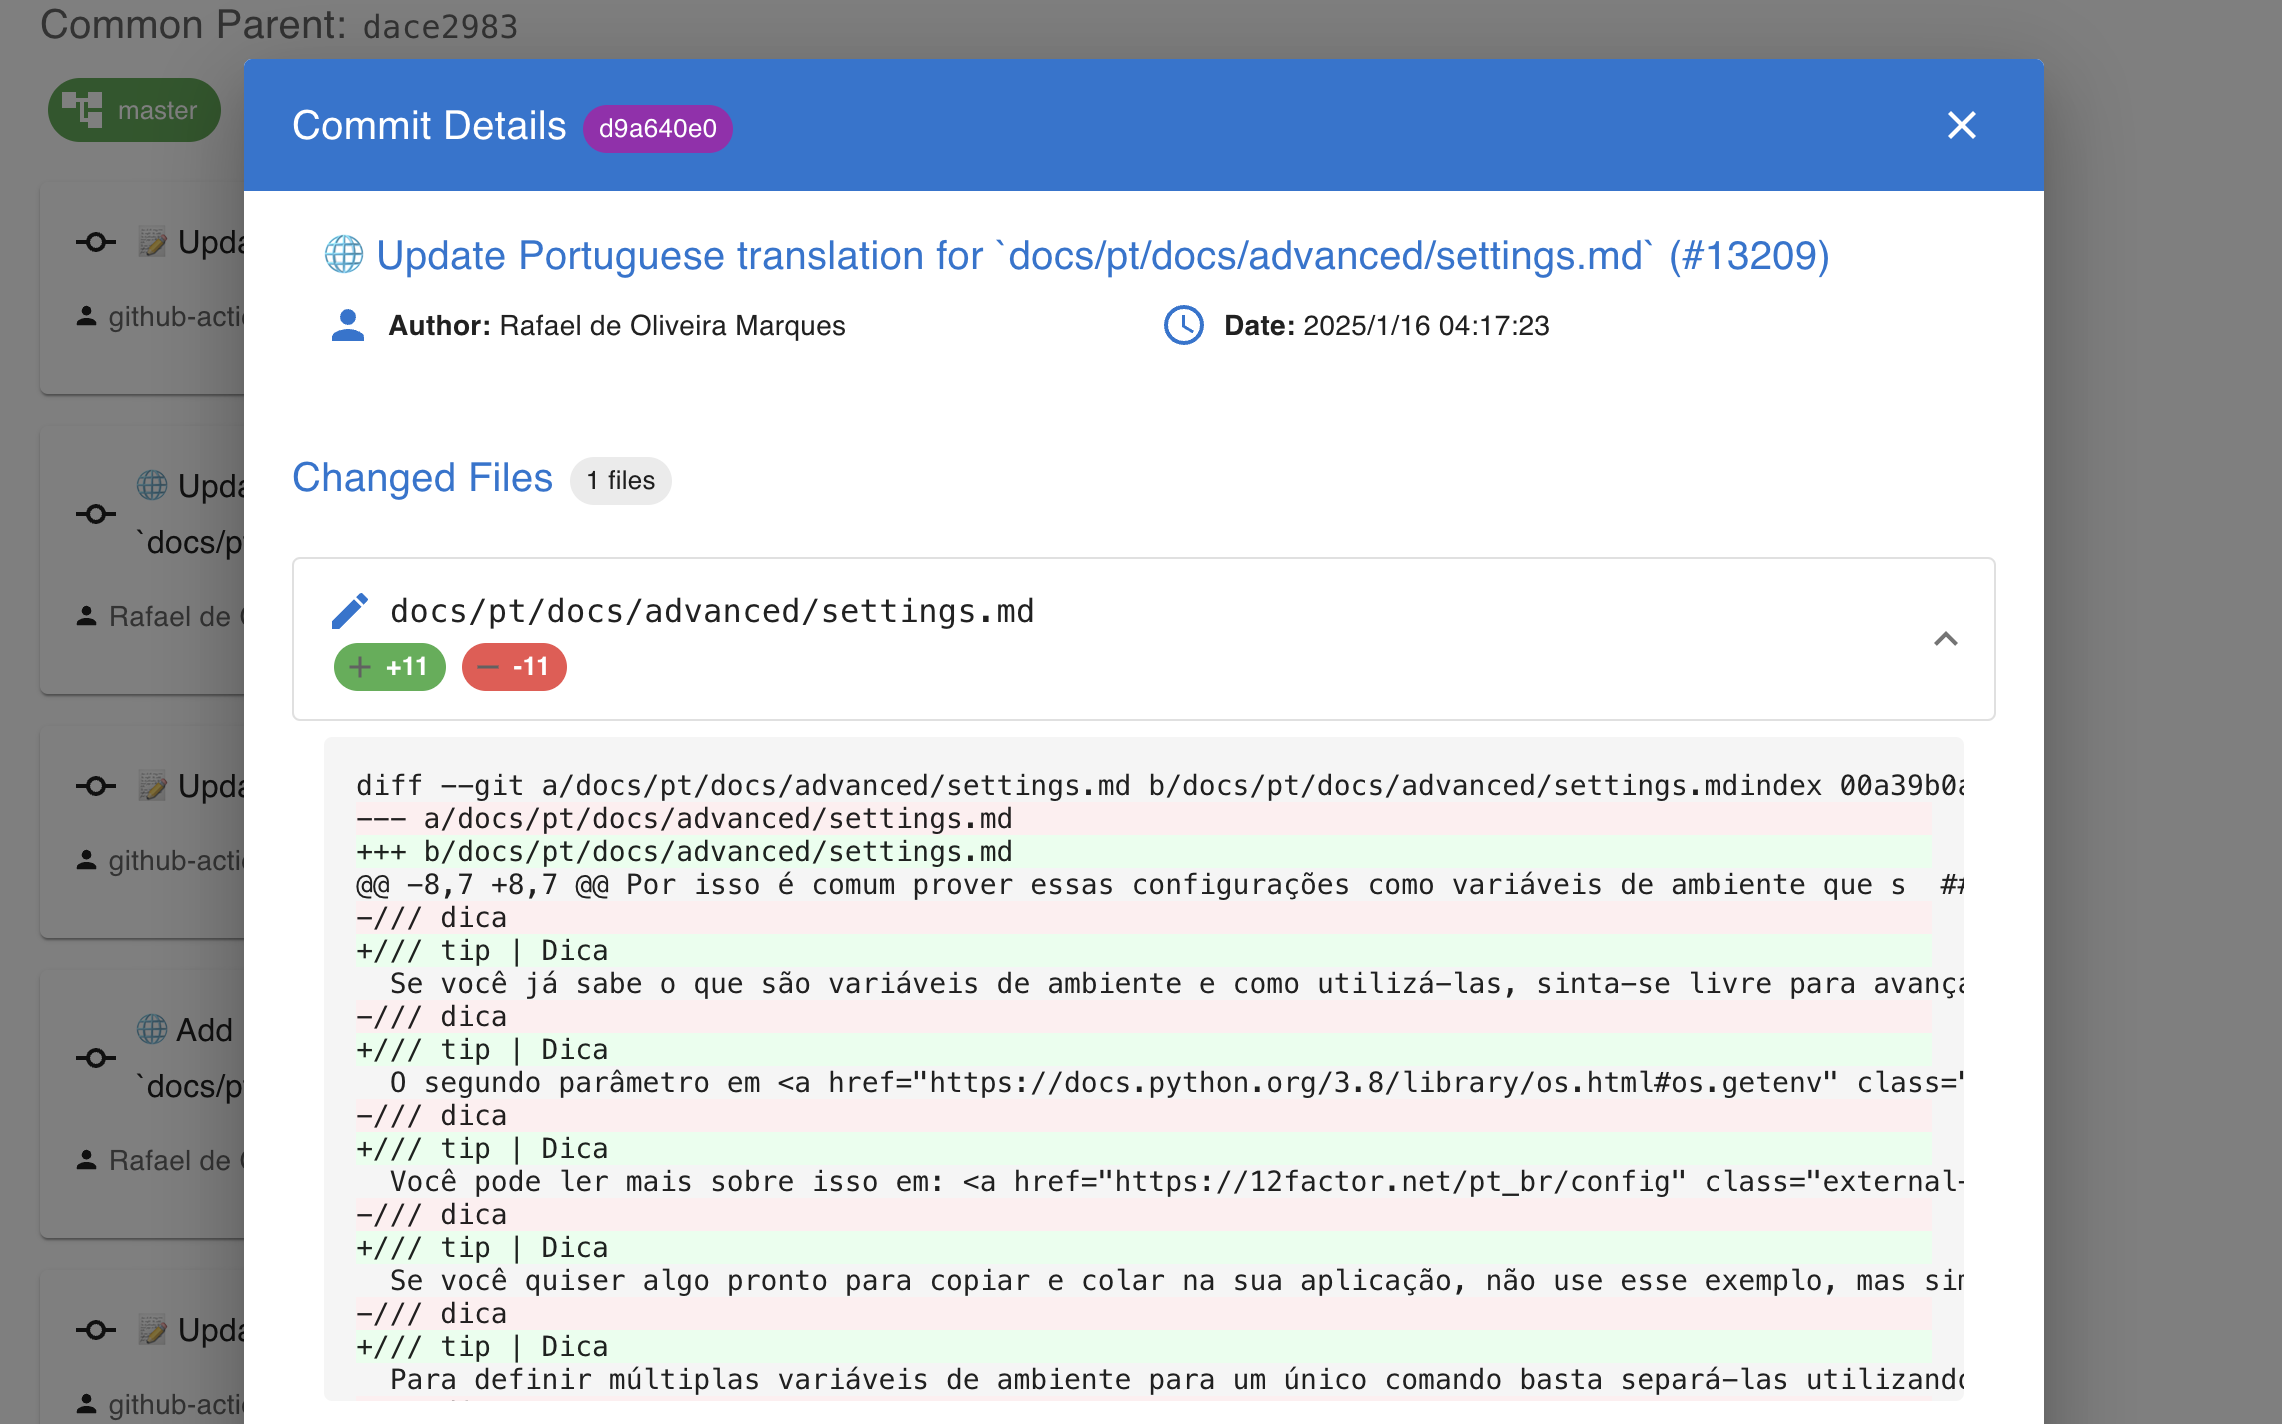 Common Parent: dace2983
master
Commit Details d9a640e0
🌐 Update Portuguese translation for `docs/pt/docs/advanced/settings.md` (#13209)
Author: Rafael de Oliveira Marques
Date: 2025/1/16 04:17:23
Changed Files 1 files
docs/pt/docs/advanced/settings.md
+11 -11
diff --git a/docs/pt/docs/advanced/settings.md b/docs/pt/docs/advanced/settings.mdindex 00a39b0
--- a/docs/pt/docs/advanced/settings.md
+++ b/docs/pt/docs/advanced/settings.md
@@ -8,7 +8,7 @@ Por isso é comum prover essas configurações como variáveis de ambiente que s  ##
-/// dica
+/// tip | Dica
  Se você já sabe o que são variáveis de ambiente e como utilizá-las, sinta-se livre para avança
-/// dica
+/// tip | Dica
  O segundo parâmetro em <a href="https://docs.python.org/3.8/library/os.html#os.getenv" class="
-/// dica
+/// tip | Dica
  Você pode ler mais sobre isso em: <a href="https://12factor.net/pt_br/config" class="external-
-/// dica
+/// tip | Dica
  Se você quiser algo pronto para copiar e colar na sua aplicação, não use esse exemplo, mas sim
-/// dica
+/// tip | Dica
  Para definir múltiplas variáveis de ambiente para um único comando basta separá-las utilizando
📝 Upda
github-acti
🌐 Upda
`docs/p
Rafael de
📝 Upda
github-acti
🌐 Add
`docs/p
Rafael de
📝 Upda
github-acti